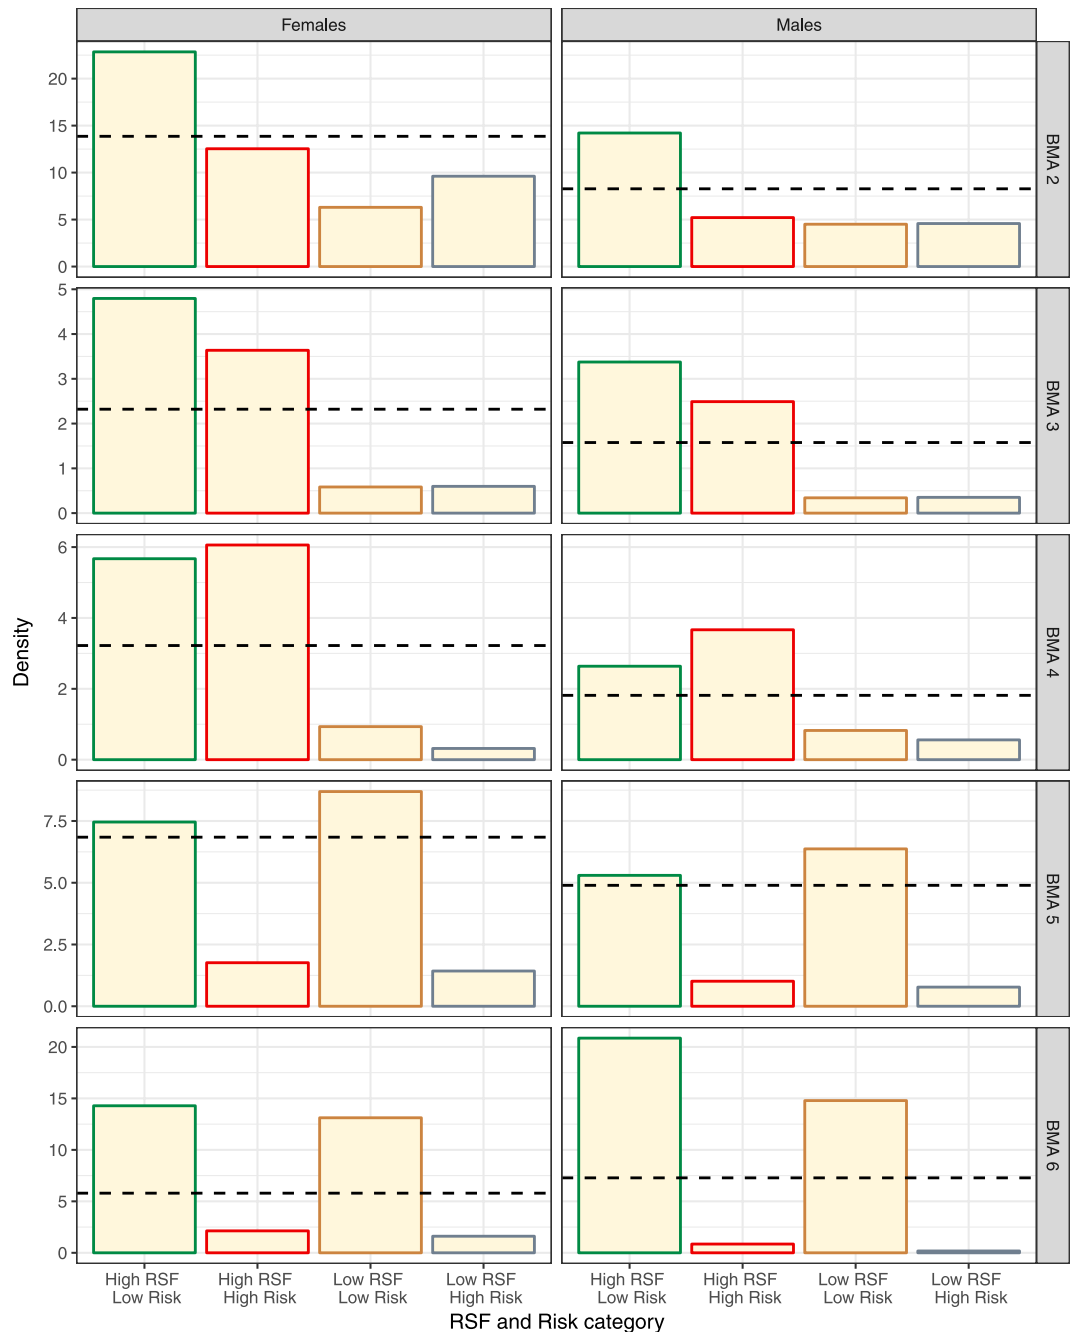 Females
Males
20
15
10
5
0
BMA 2
5
4
3
2
1
0
BMA 3
6
4
2
0
BMA 4
Density
7.5
5.0
2.5
0.0
BMA 5
20
15
10
5
0
BMA 6
High RSF
Low Risk
High RSF
High Risk
Low RSF
Low Risk
Low RSF
High Risk
High RSF
Low Risk
High RSF
High Risk
Low RSF
Low Risk
Low RSF
High Risk
RSF and Risk category